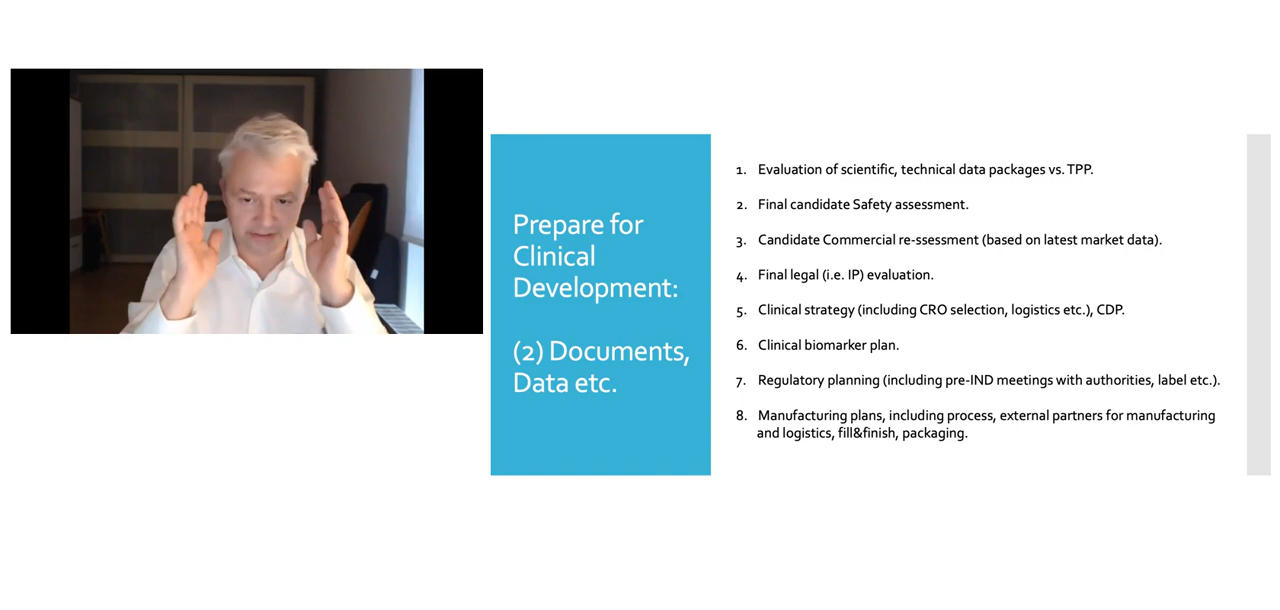 Prepare for
Clinical
Development:
(2) Documents,
Data etc.
1. Evaluation of scientific, technical data packages vs. TPP.
2. Final candidate Safety assessment.
3. Candidate Commercial re-ssessment (based on latest market data).
4. Final legal (i.e. IP) evaluation.
5. Clinical strategy (including CRO selection, logistics etc.), CDP.
6. Clinical biomarker plan.
7. Regulatory planning (including pre-IND meetings with authorities, label etc.).
8. Manufacturing plans, including process, external partners for manufacturing
and logistics, fill&finish, packaging.